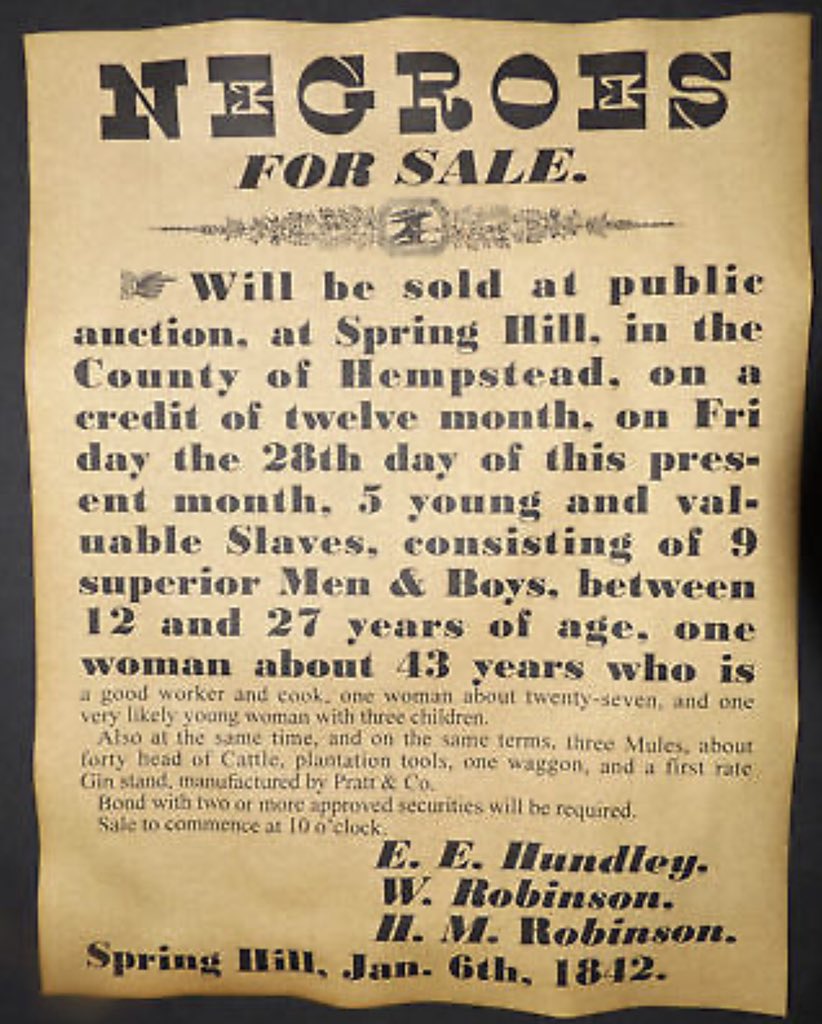 NEGROES
FOR SALE.
Will be sold at public
auction, at Spring Hill, in the
County of Hempstead, on a
credit of twelve month, on Fri
day the 28th day of this pres-
ent month, 5 young and val-
uable Slaves, consisting of 9
superior Men & Boys, between
12 and 27 years of age, one
woman about 43 years who is
a good worker and cook, one woman about twenty-seven, and one
very likely young woman with three children.
Also at the same time, and on the same terms, three Mules, about
forty head of Cattle, plantation tools, one waggon, and a first rate
Gin stand, manufactured by Pratt & Co.
Bond with two or more approved securities will be required.
Sale to commence at 10 o'clock.
E. E. Hundley.
W. Robinson.
H. M. Robinson.
Spring Hill, Jan. 6th, 1842.